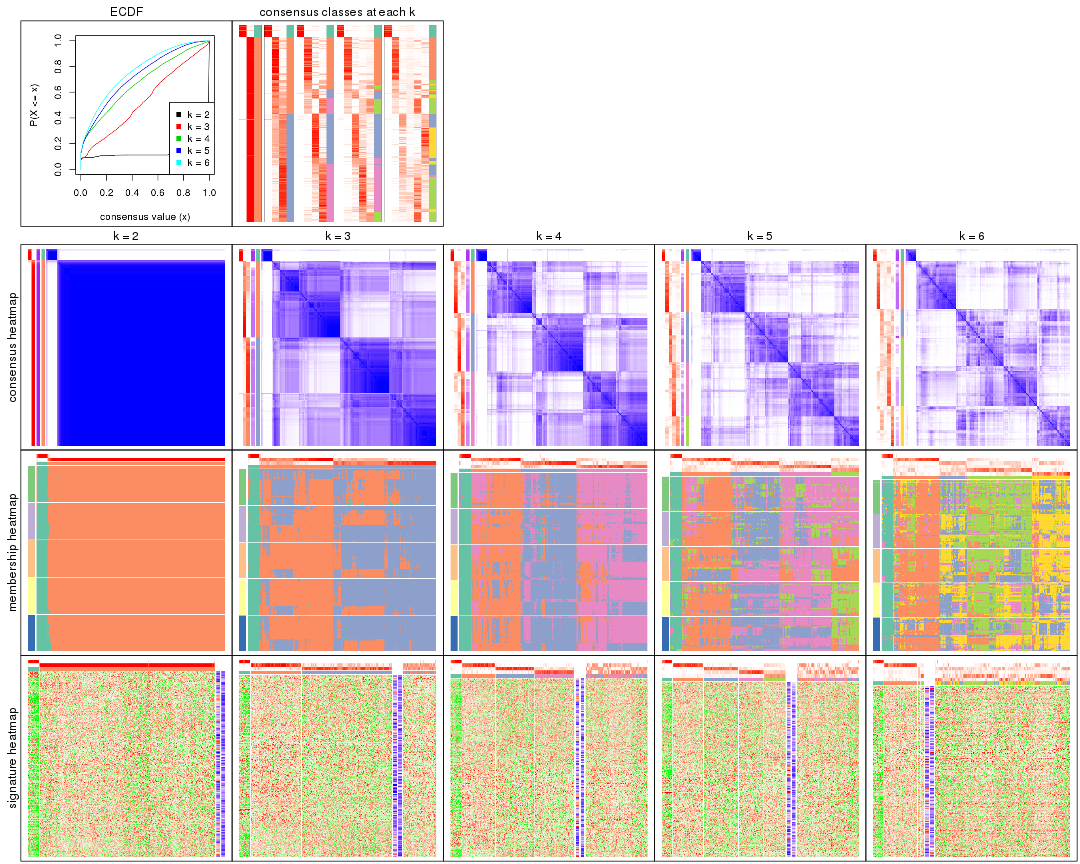 ECDF
consensus classes at each k
P(X <= x)
0.0 0.2 0.4 0.6 0.8 1.0
k = 2
k = 3
k = 4
k = 5
k = 6
0.0 0.2 0.4 0.6 0.8 1.0
consensus value (x)
k = 2
k = 3
k = 4
k = 5
k = 6
consensus heatmap
membership heatmap
signature heatmap